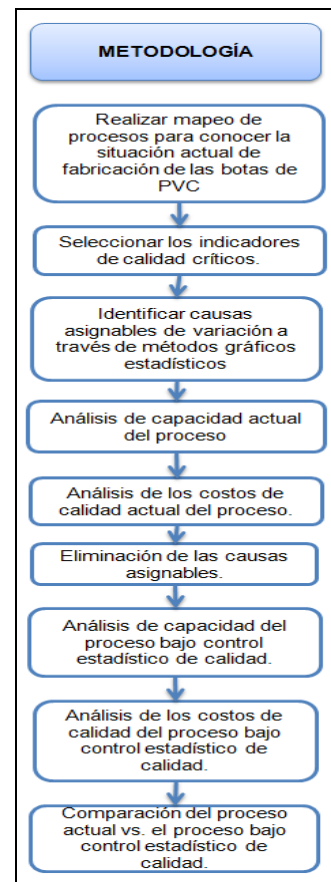 METODOLOGÍA
Realizar mapeo de
procesos para conocer la
situación actual de
fabricación de las botas de
PVC
Seleccionar los indicadores
de calidad críticos.
Identificar causas
asignables de variación a
través de métodos gráficos
estadísticos
Análisis de capacidad actual
del proceso
Análisis de los costos de
calidad actual del proceso.
Eliminación de las causas
asignables.
Análisis de capacidad del
proceso bajo control
estadístico de calidad.
Análisis de los costos de
calidad del proceso bajo
control estadístico de
calidad.
Comparación del proceso
actual vs. el proceso bajo
control estadístico de
calidad.